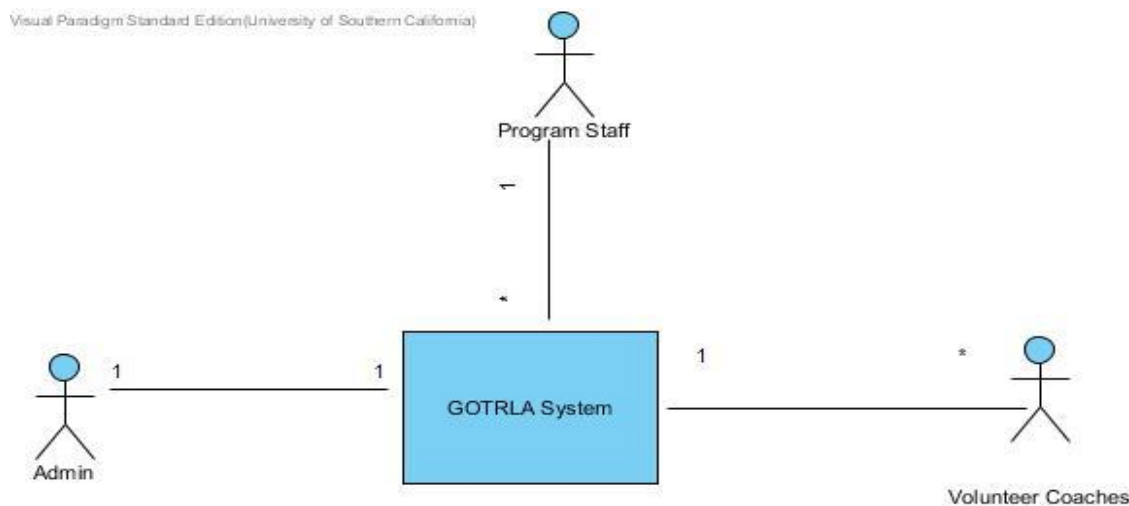 Visual Paradigm Standard Edition(University of Southern California)
Program Staff
1
*
1
1
GOTRLA System
1
*
Admin
Volunteer Coaches